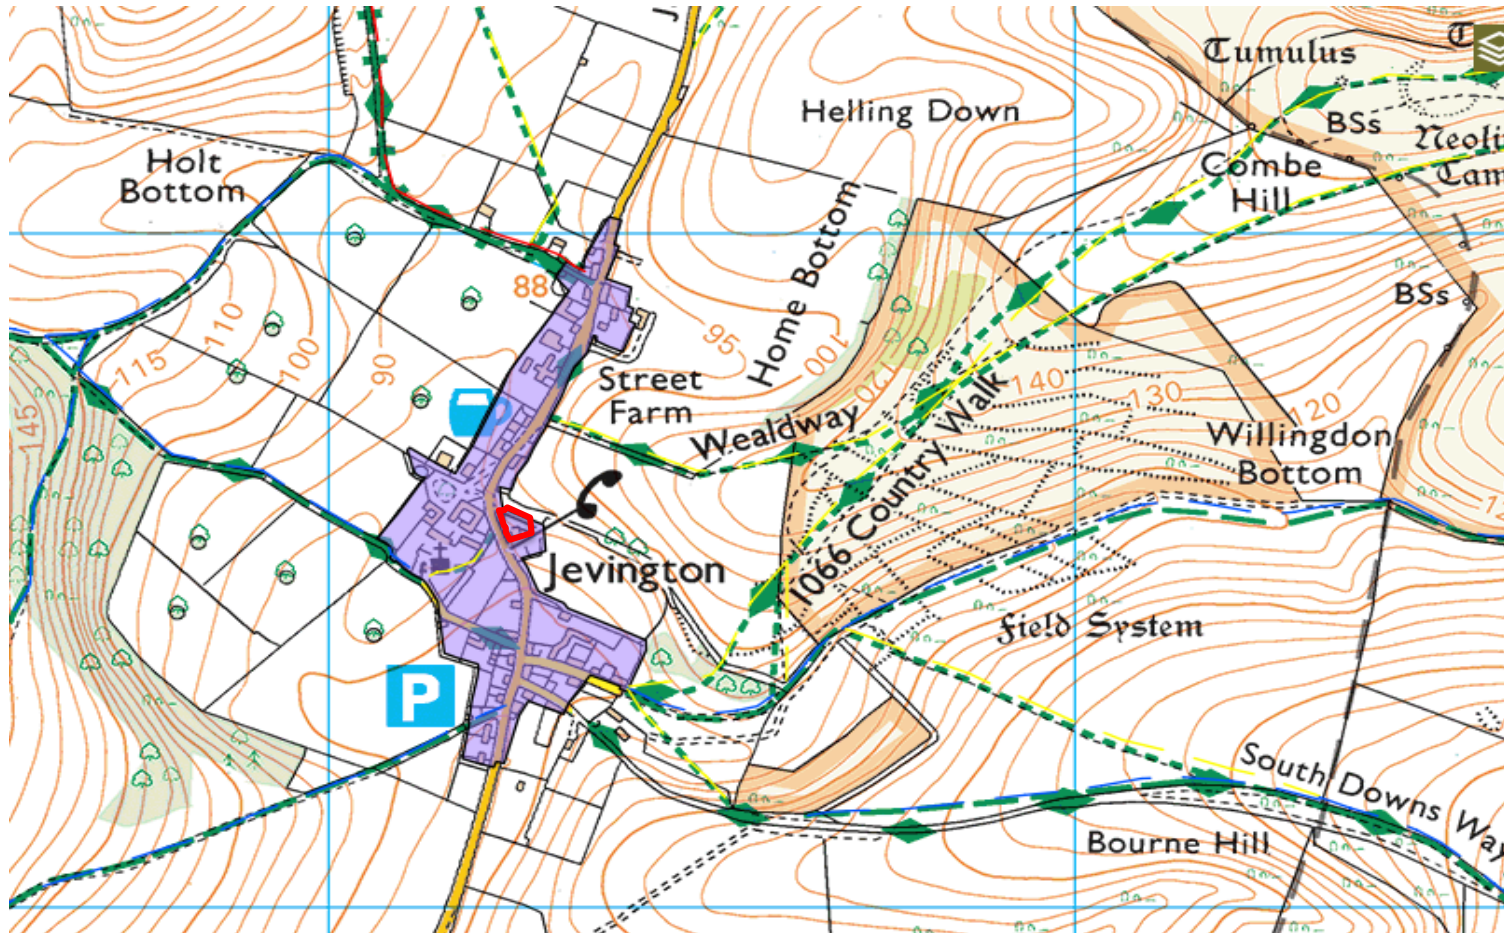 Tumulus
Helling Down
BSs
Holt
Bottom
Combe
Hill
88
BSs
Home Bottom
110
115
100
90
95
100
120
Street
Farm
140
130
120
145
Wealdway
Willingdon
Bottom
1066 Country Walk
Jevington
Field System
P
South Downs Way
Bourne Hill